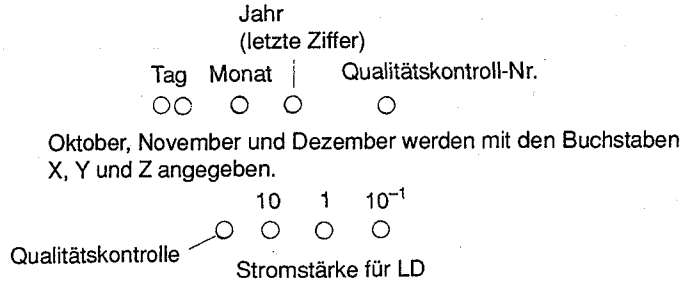 Jahr
(letzte Ziffer)
Tag Monat Qualitätskontroll-Nr.
Oktober, November und Dezember werden mit den Buchstaben
X, Y und Z angegeben.
10 1 10⁻¹
Qualitätskontrolle
Stromstärke für LD